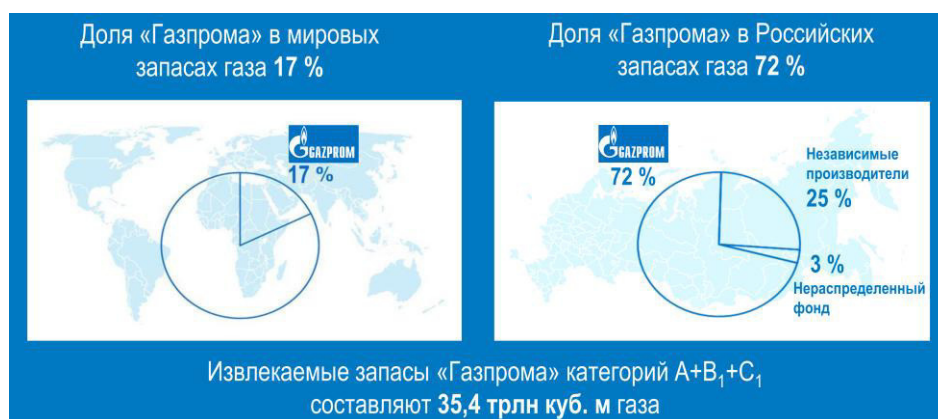 Доля «Газпрома» в мировых
запасах газа 17 %
Доля «Газпрома» в Российских
запасах газа 72 %
GAZPROM
17 %
GAZPROM
72 %
Независимые
производители
25 %
3 %
Нераспределенный
фонд
Извлекаемые запасы «Газпрома» категорий A+B₁+C₁
составляют 35,4 трлн куб. м газа